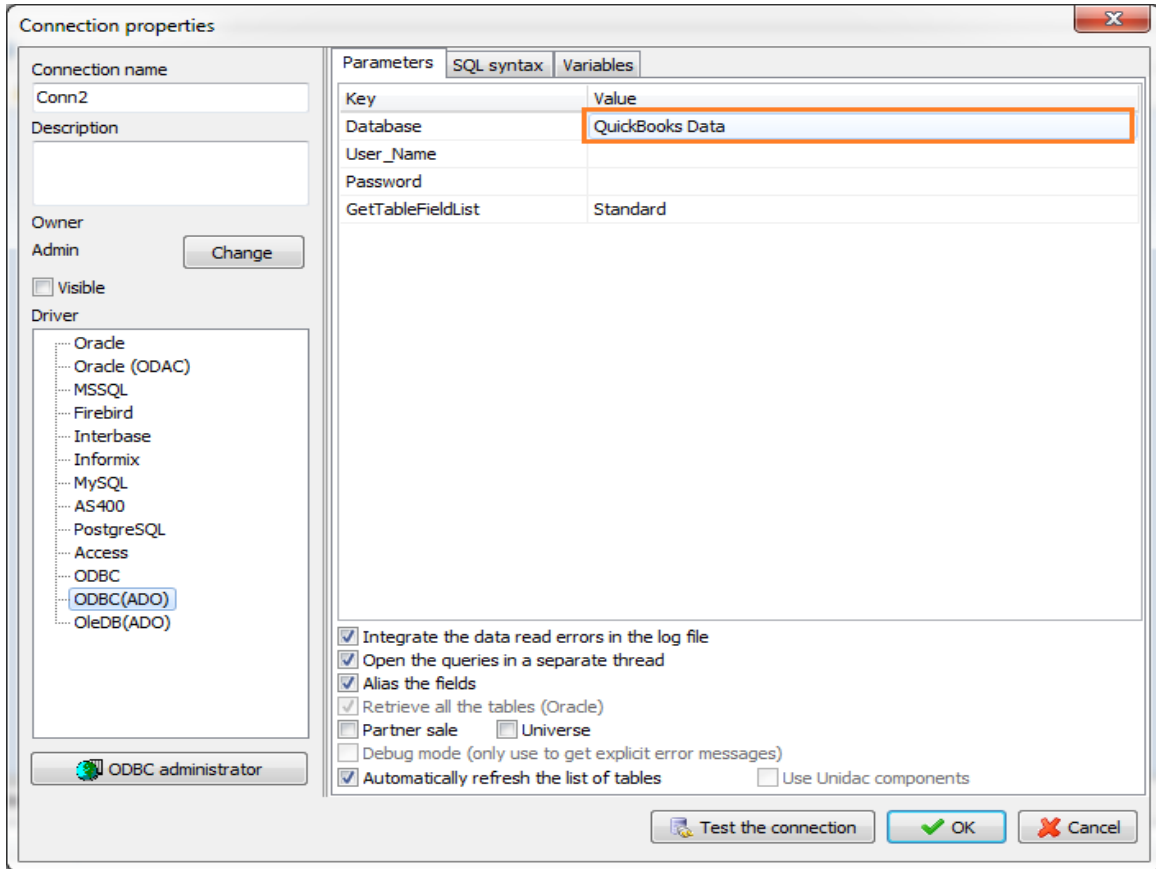 Connection properties
Connection name
Conn2
Description
Owner
Admin
Change
Visible
Driver
Oracle
Oracle (ODAC)
MSSQL
Firebird
Interbase
Informix
MySQL
AS400
PostgreSQL
Access
ODBC
ODBC(ADO)
OleDB(ADO)
ODBC administrator
Parameters SQL syntax Variables
Key Value
Database QuickBooks Data
User_Name
Password
GetTableFieldList Standard
Integrate the data read errors in the log file
Open the queries in a separate thread
Alias the fields
Retrieve all the tables (Oracle)
Partner sale Universe
Debug mode (only use to get explicit error messages)
Automatically refresh the list of tables Use Unidac components
Test the connection OK Cancel